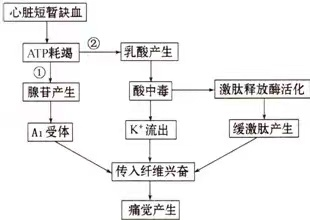 心脏短暂缺血
ATP耗竭
②
乳酸产生
①
腺苷产生
酸中毒
激肽释放酶活化
A₁受体
K⁺流出
缓激肽产生
传入纤维兴奋
痛觉产生